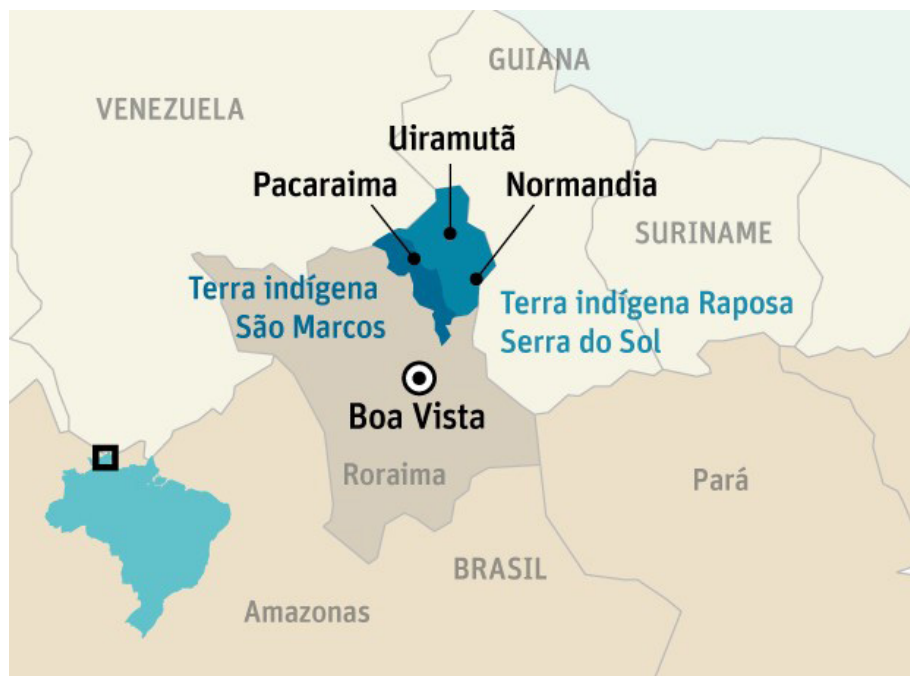 GUIANA
VENEZUELA
Uiramutã
Pacaraima
Normandia
SURINAME
Terra indígena
São Marcos
Terra indígena Raposa
Serra do Sol
Boa Vista
Roraima
Pará
BRASIL
Amazonas